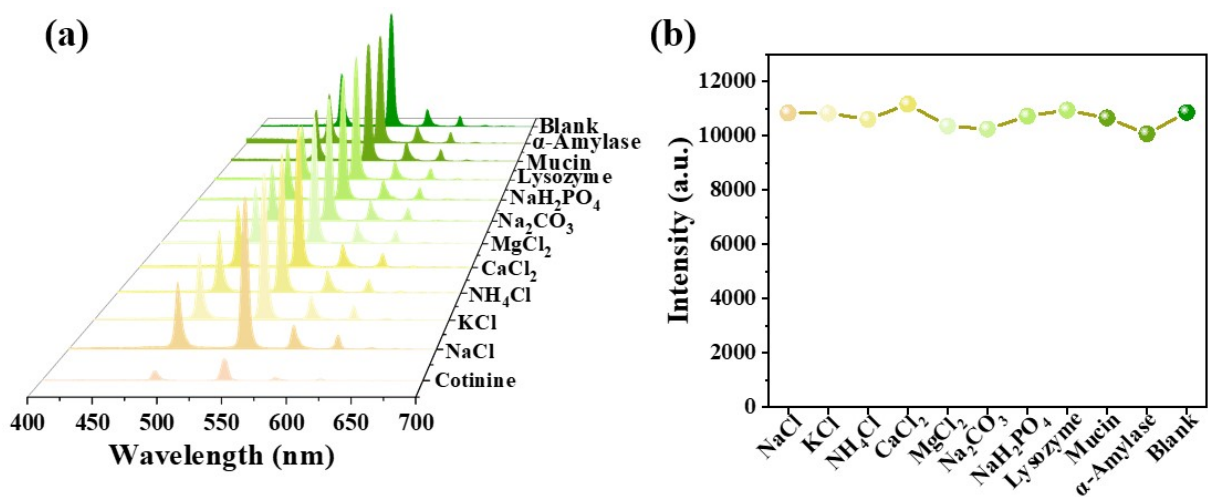 (a)
Blank
α-Amylase
Mucin
Lysozyme
NaH₂PO₄
Na₂CO₃
MgCl₂
CaCl₂
NH₄Cl
KCl
NaCl
Cotinine
400 450 500 550 600 650 700
Wavelength (nm)
(b)
12000
10000
8000
6000
4000
2000
0
Intensity (a.u.)
NaCl
KCl
NH₄Cl
CaCl₂
MgCl₂
Na₂CO₃
NaH₂PO₄
Lysozyme
Mucin
α-Amylase
Blank